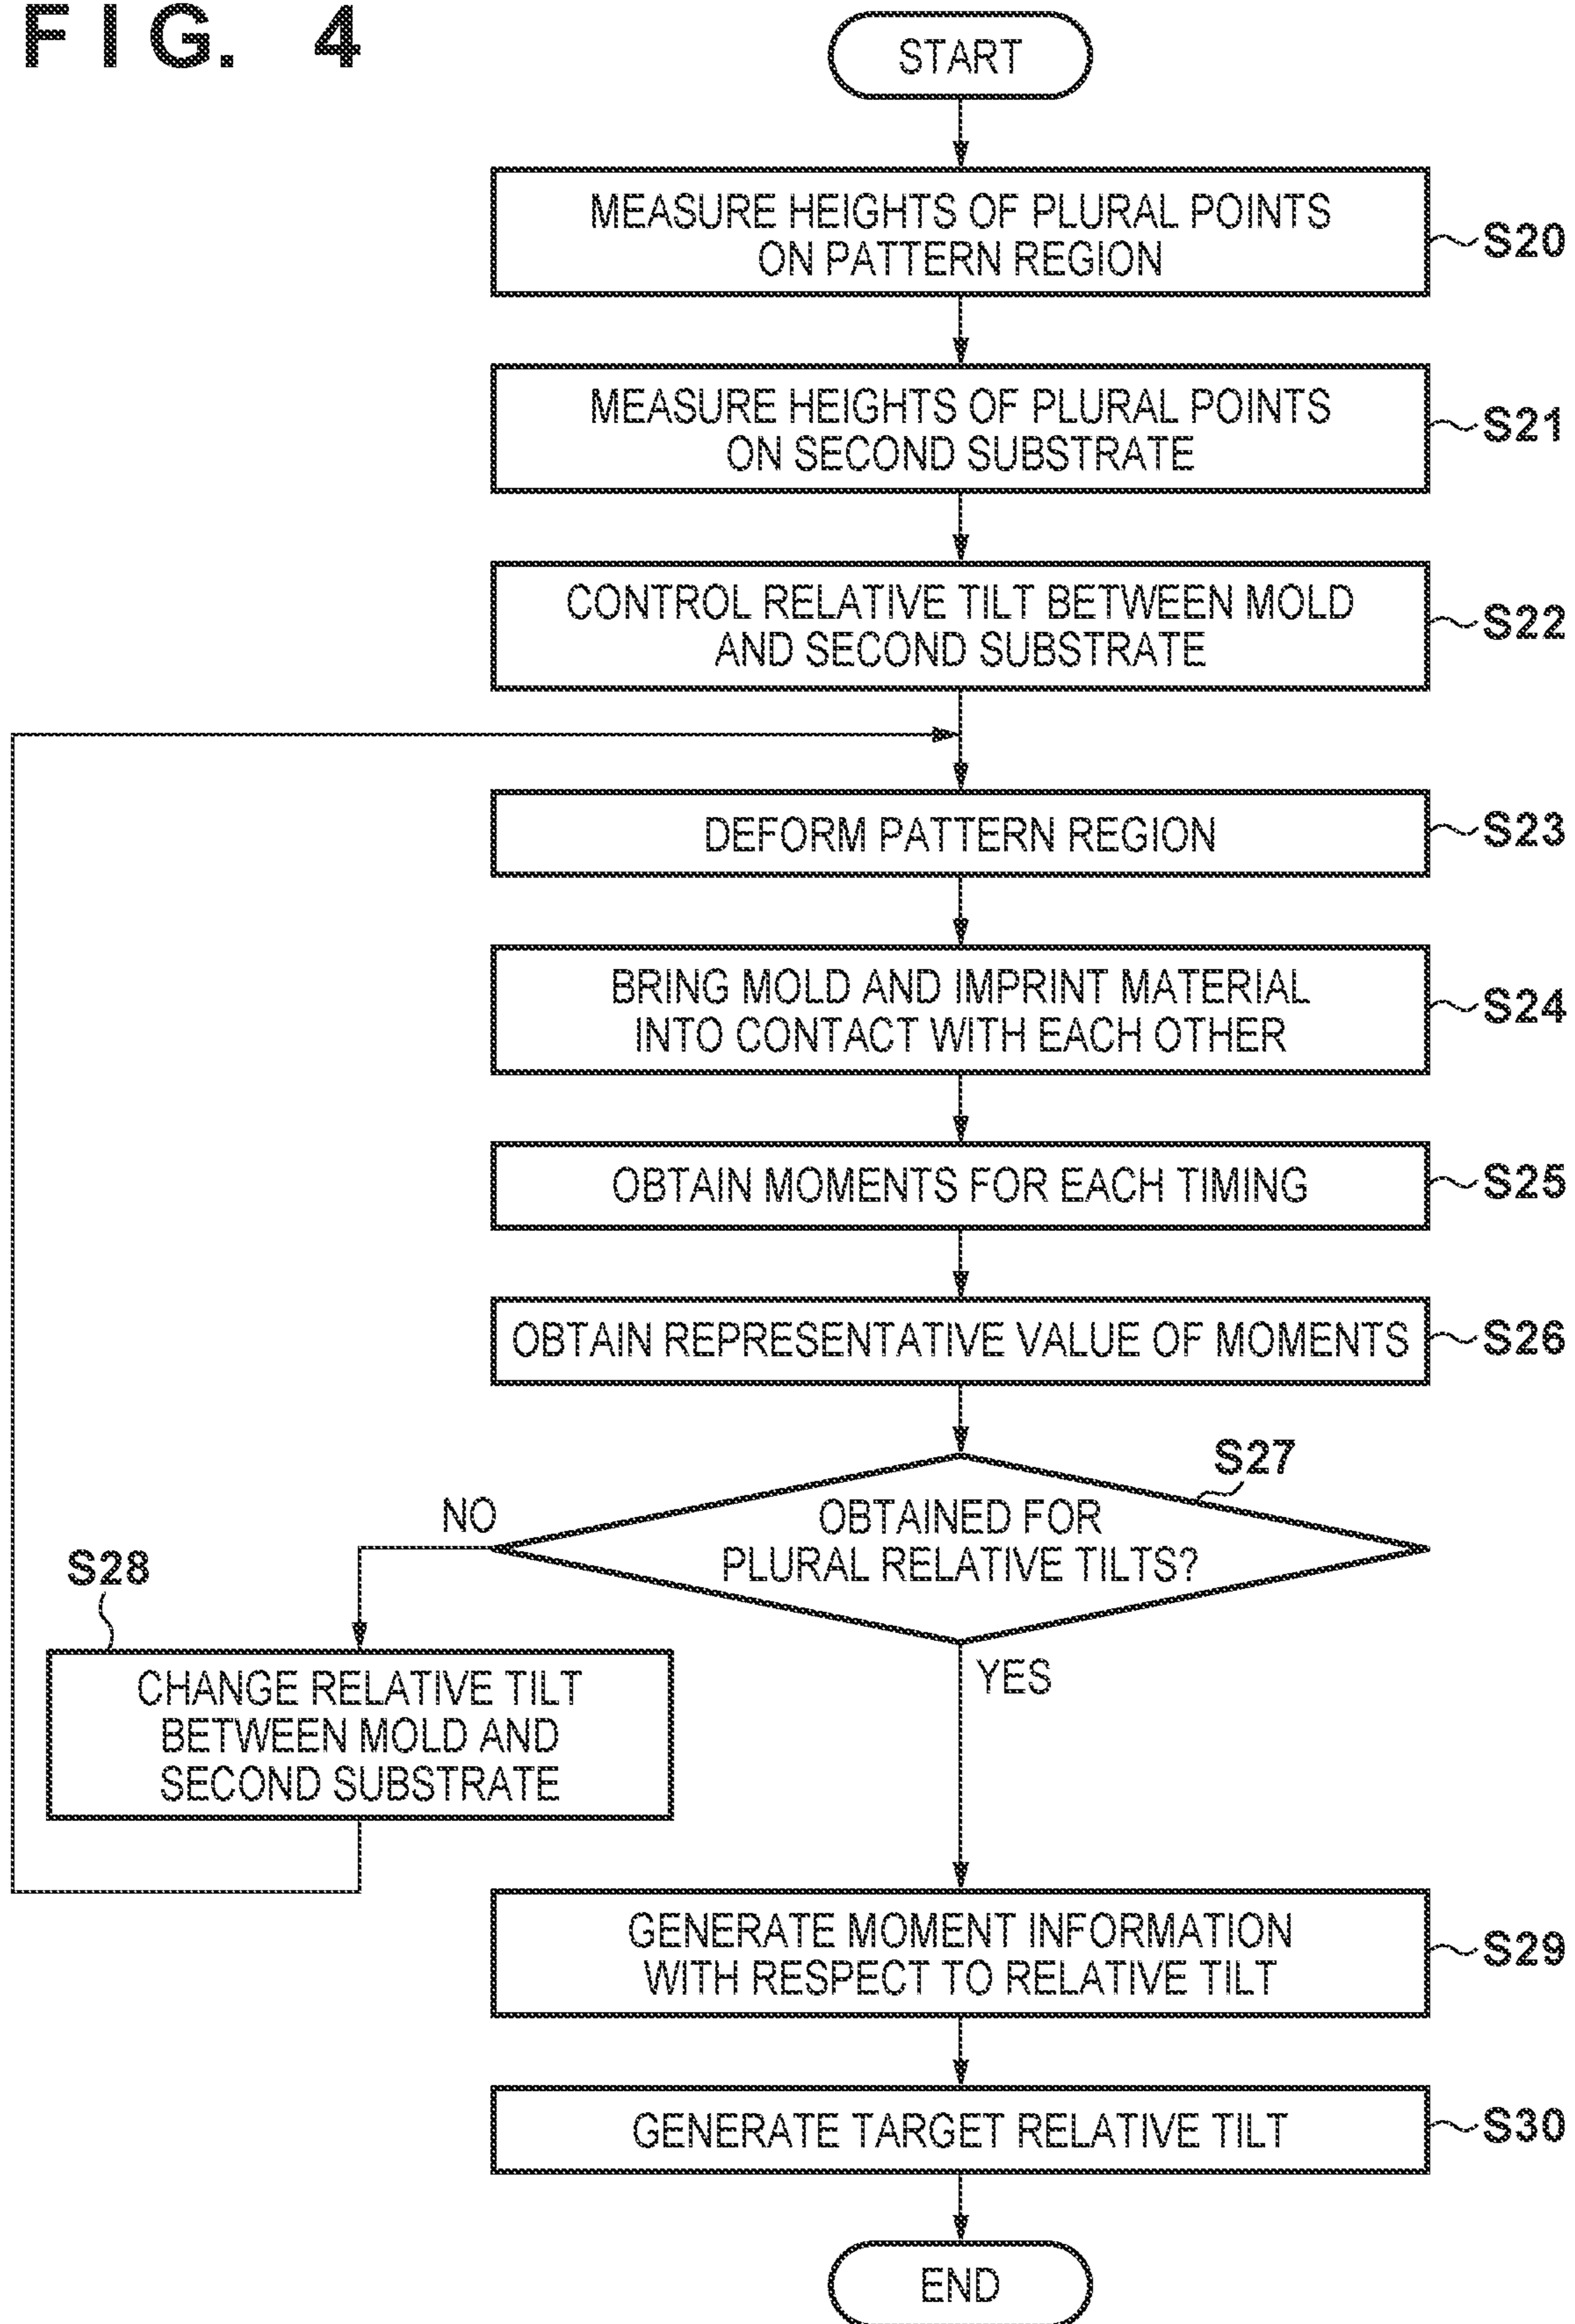 FIG. 4
START
MEASURE HEIGHTS OF PLURAL POINTS
ON PATTERN REGION
S20
MEASURE HEIGHTS OF PLURAL POINTS
ON SECOND SUBSTRATE
S21
CONTROL RELATIVE TILT BETWEEN MOLD
AND SECOND SUBSTRATE
S22
DEFORM PATTERN REGION
S23
BRING MOLD AND IMPRINT MATERIAL
INTO CONTACT WITH EACH OTHER
S24
OBTAIN MOMENTS FOR EACH TIMING
S25
OBTAIN REPRESENTATIVE VALUE OF MOMENTS
S26
S27
OBTAINED FOR
PLURAL RELATIVE TILTS?
NO
S28
CHANGE RELATIVE TILT
BETWEEN MOLD AND
SECOND SUBSTRATE
YES
GENERATE MOMENT INFORMATION
WITH RESPECT TO RELATIVE TILT
S29
GENERATE TARGET RELATIVE TILT
S30
END